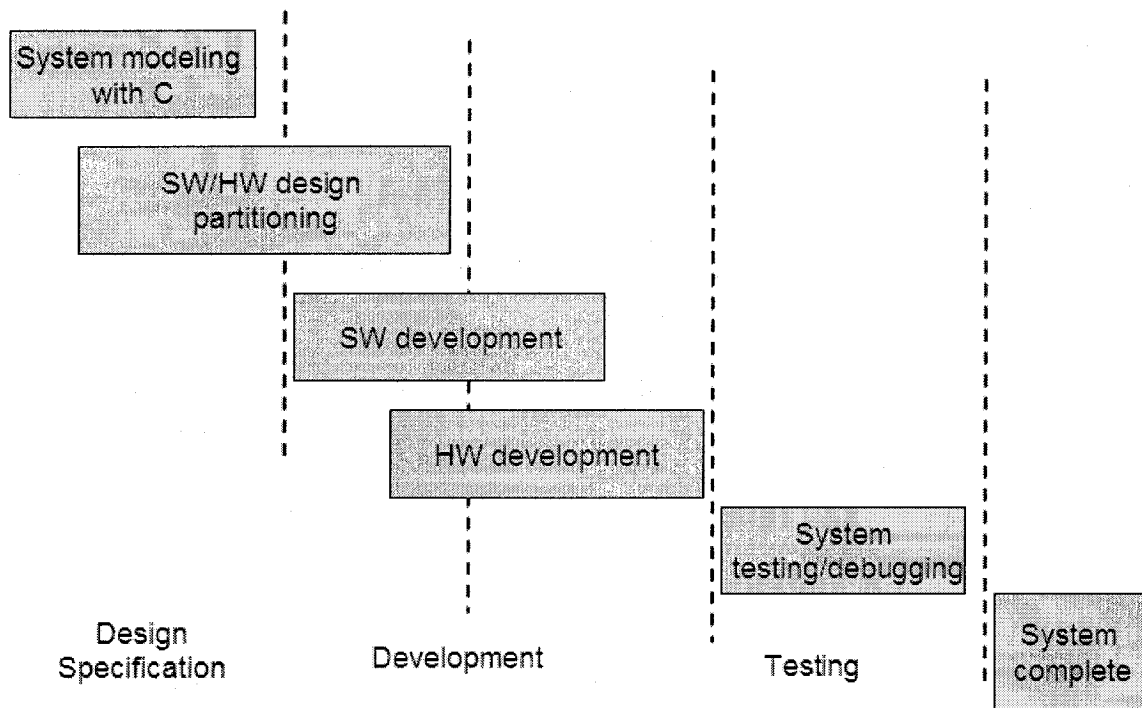 System modeling
with C
SW/HW design
partitioning
SW development
HW development
System
testing/debugging
Design
Specification
Development
Testing
System
complete